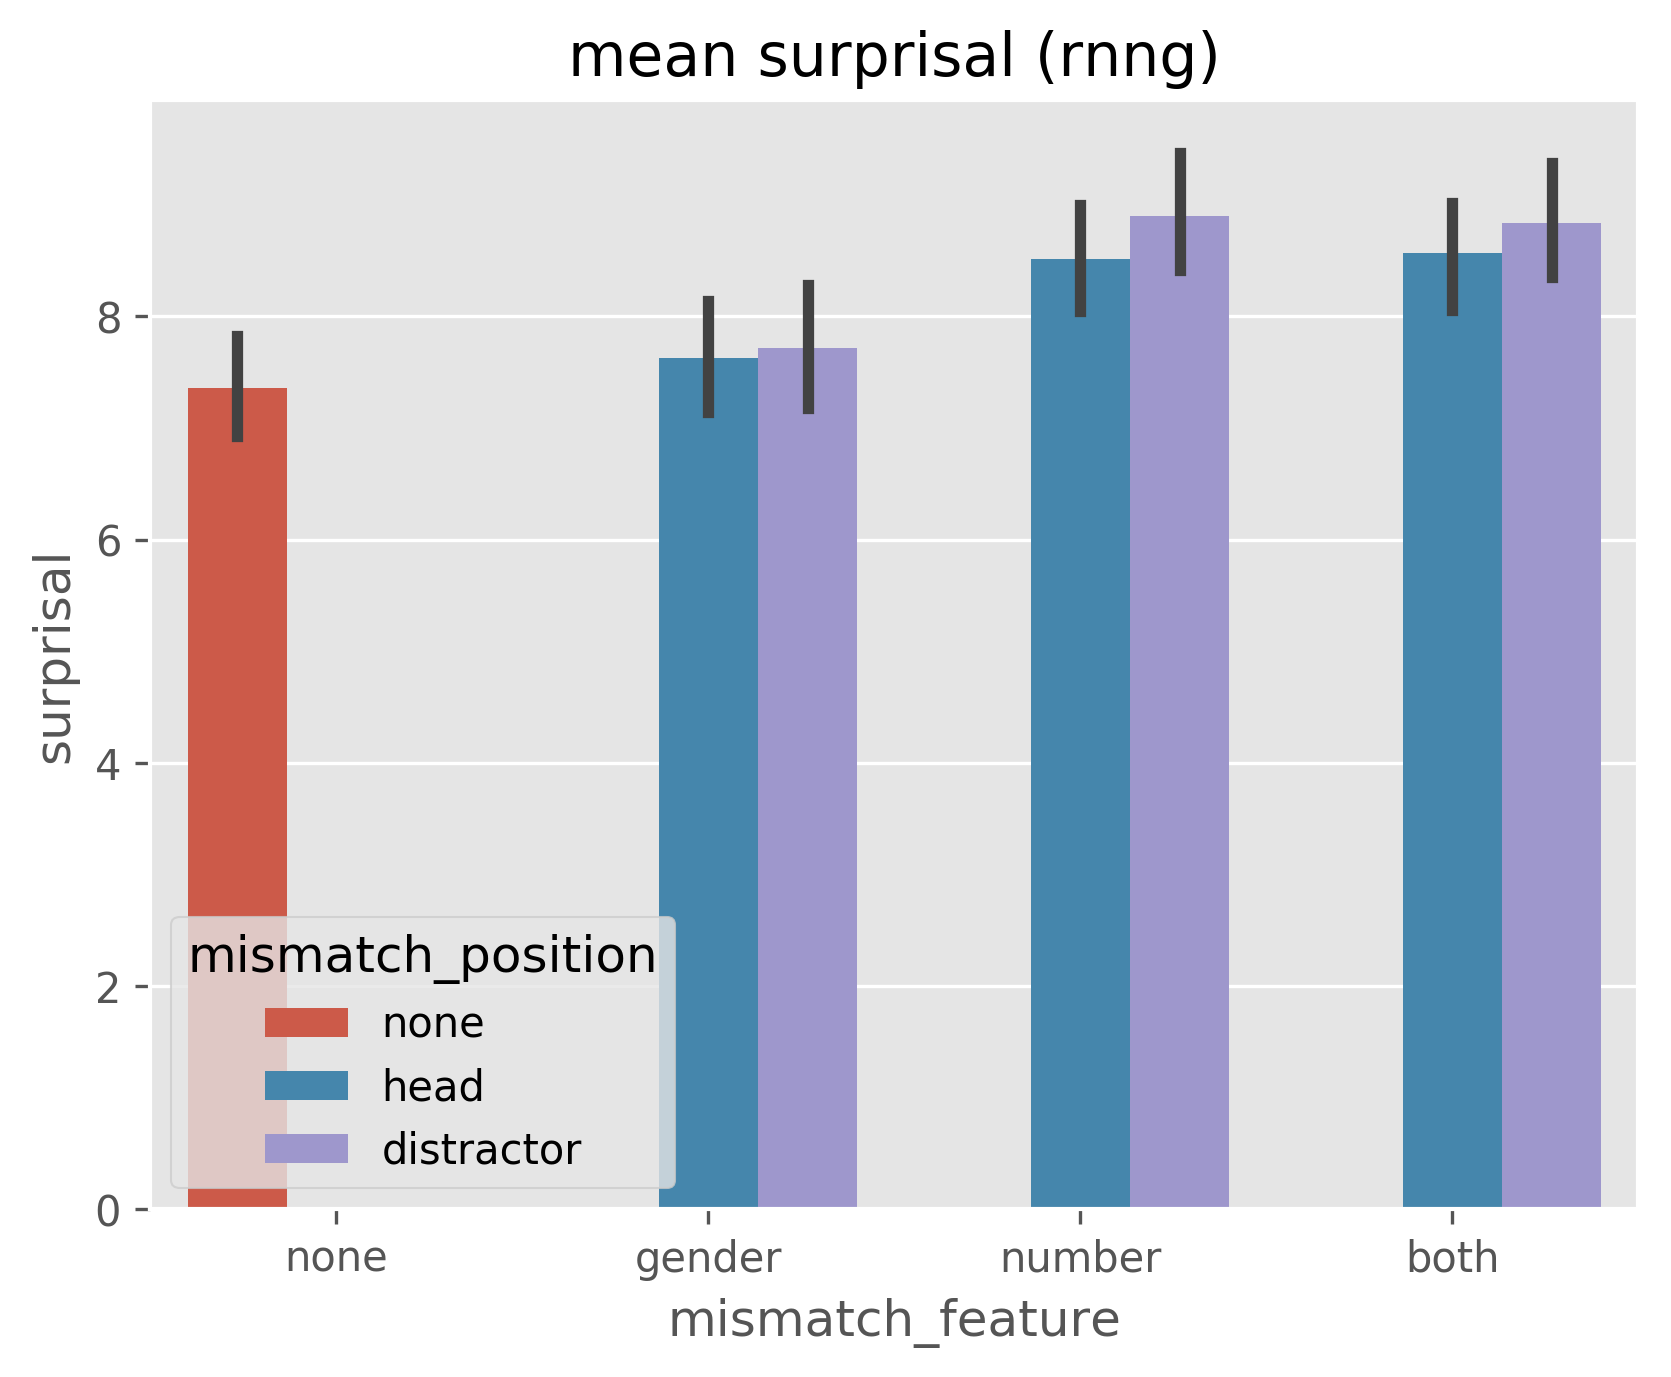 mean surprisal (rnng)
surprisal
8
6
4
2
0
mismatch_position
none
head
distractor
none gender number both
mismatch_feature